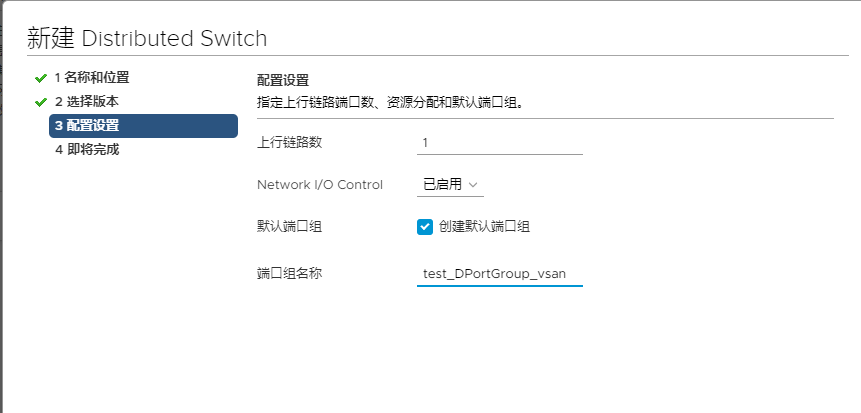 新建 Distributed Switch
1 名称和位置
2 选择版本
3 配置设置
4 即将完成
配置设置
指定上行链路端口数、资源分配和默认端口组。
上行链路数 1
Network I/O Control 已启用
默认端口组 创建默认端口组
端口组名称 test_DPortGroup_vsan